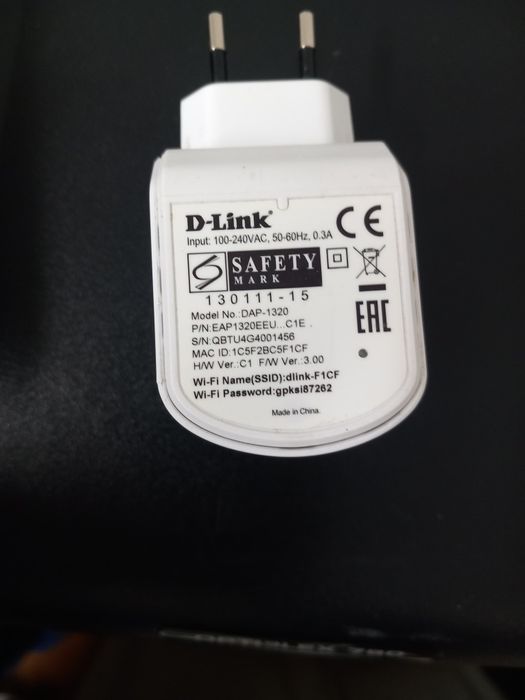 D-Link
Input: 100-240VAC, 50-60Hz, 0.3A
CE
SAFETY
MARK
130111-15
Model No.:DAP-1320
P/N:EAP1320EEU...C1E .
S/N:QBTU4G4001456
MAC ID:1C5F2BC5F1CF
H/W Ver.:C1 F/W Ver.:3.00
EAC
Wi-Fi Name(SSID):dlink-F1CF
Wi-Fi Password:gpksi87262
Made in China